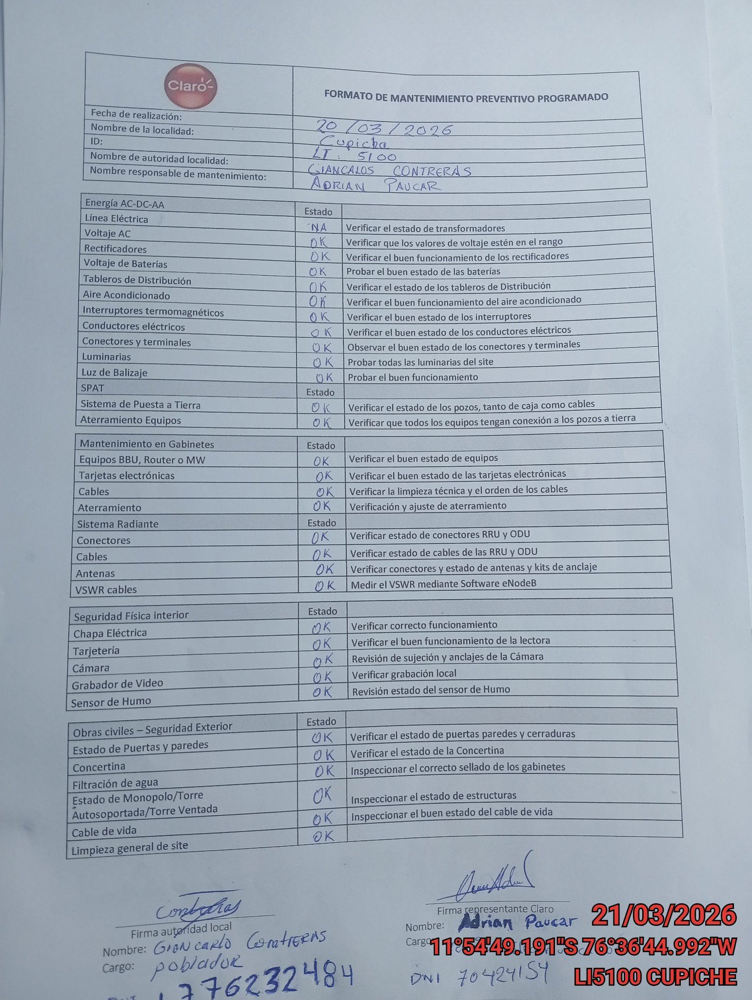 Claro
FORMATO DE MANTENIMIENTO PREVENTIVO PROGRAMADO
Fecha de realización: 20/03/2026
Nombre de la localidad: Cupicha
ID: LI: 5100
Nombre de autoridad localidad: GIANCALOS CONTRERAS
Nombre responsable de mantenimiento: ADRIAN PAUCAR
Energía AC-DC-AA Estado
Línea Eléctrica NA Verificar el estado de transformadores
Voltaje AC OK Verificar que los valores de voltaje estén en el rango
Rectificadores OK Verificar el buen funcionamiento de los rectificadores
Voltaje de Baterías OK Probar el buen estado de las baterías
Tableros de Distribución OK Verificar el estado de los tableros de Distribución
Aire Acondicionado OK Verificar el buen funcionamiento del aire acondicionado
Interruptores termomagnéticos OK Verificar el buen estado de los interruptores
Conductores eléctricos OK Verificar el buen estado de los conductores eléctricos
Conectores y terminales OK Observar el buen estado de los conectores y terminales
Luminarias OK Probar todas las luminarias del site
Luz de Balizaje OK Probar el buen funcionamiento
SPAT Estado
Sistema de Puesta a Tierra OK Verificar el estado de los pozos, tanto de caja como cables
Aterramiento Equipos OK Verificar que todos los equipos tengan conexión a los pozos a tierra
Mantenimiento en Gabinetes Estado
Equipos BBU, Router o MW OK Verificar el buen estado de equipos
Tarjetas electrónicas OK Verificar el buen estado de las tarjetas electrónicas
Cables OK Verificar la limpieza técnica y el orden de los cables
Aterramiento OK Verificación y ajuste de aterramiento
Sistema Radiante Estado
Conectores OK Verificar estado de conectores RRU y ODU
Cables OK Verificar estado de cables de las RRU y ODU
Antenas OK Verificar conectores y estado de antenas y kits de anclaje
VSWR cables OK Medir el VSWR mediante Software eNodeB
Seguridad Física interior Estado
Chapa Eléctrica OK Verificar correcto funcionamiento
Tarjetería OK Verificar el buen funcionamiento de la lectora
Cámara OK Revisión de sujeción y anclajes de la Cámara
Grabador de Video OK Verificar grabación local
Sensor de Humo OK Revisión estado del sensor de Humo
Obras civiles – Seguridad Exterior Estado
Estado de Puertas y paredes OK Verificar el estado de puertas paredes y cerraduras
Concertina OK Verificar el estado de la Concertina
Filtración de agua OK Inspeccionar el correcto sellado de los gabinetes
Estado de Monopolo/Torre
Autosoportada/Torre Ventada OK Inspeccionar el estado de estructuras
Cable de vida OK Inspeccionar el buen estado del cable de vida
Limpieza general de site OK
Contreras
Firma autoridad local
Nombre: Giancarlo Contreras
Cargo: poblador
776232484
Firma representante Claro
Nombre: Adrian Paucar
Cargo:
DNI 70424154
21/03/2026
11°54'49.191"S 76°36'44.992"W
LI5100 CUPICHE